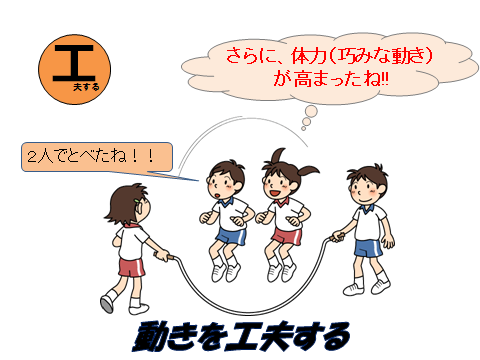 工
夫する
さらに、体力（巧みな動き）
が高まったね!!
2人でとべたね！！
動きを工夫する